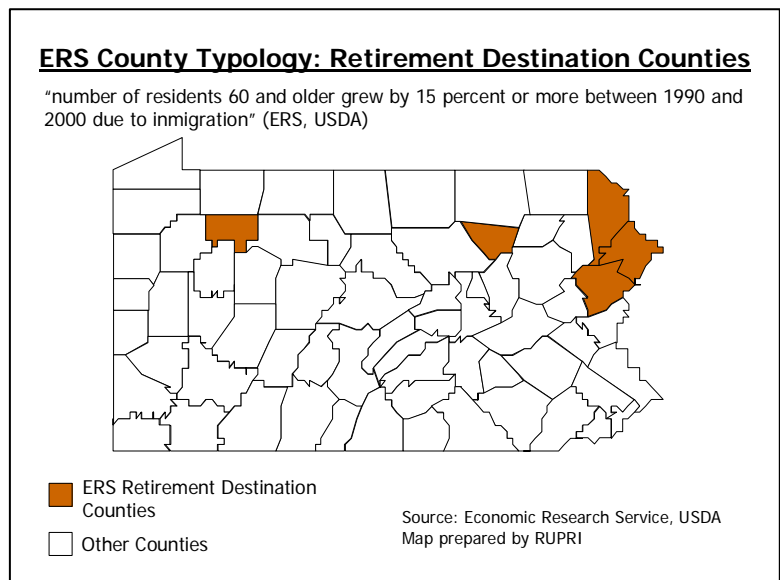 ERS County Typology: Retirement Destination Counties
“number of residents 60 and older grew by 15 percent or more between 1990 and
2000 due to inmigration” (ERS, USDA)
ERS Retirement Destination
Counties
Other Counties
Source: Economic Research Service, USDA
Map prepared by RUPRI